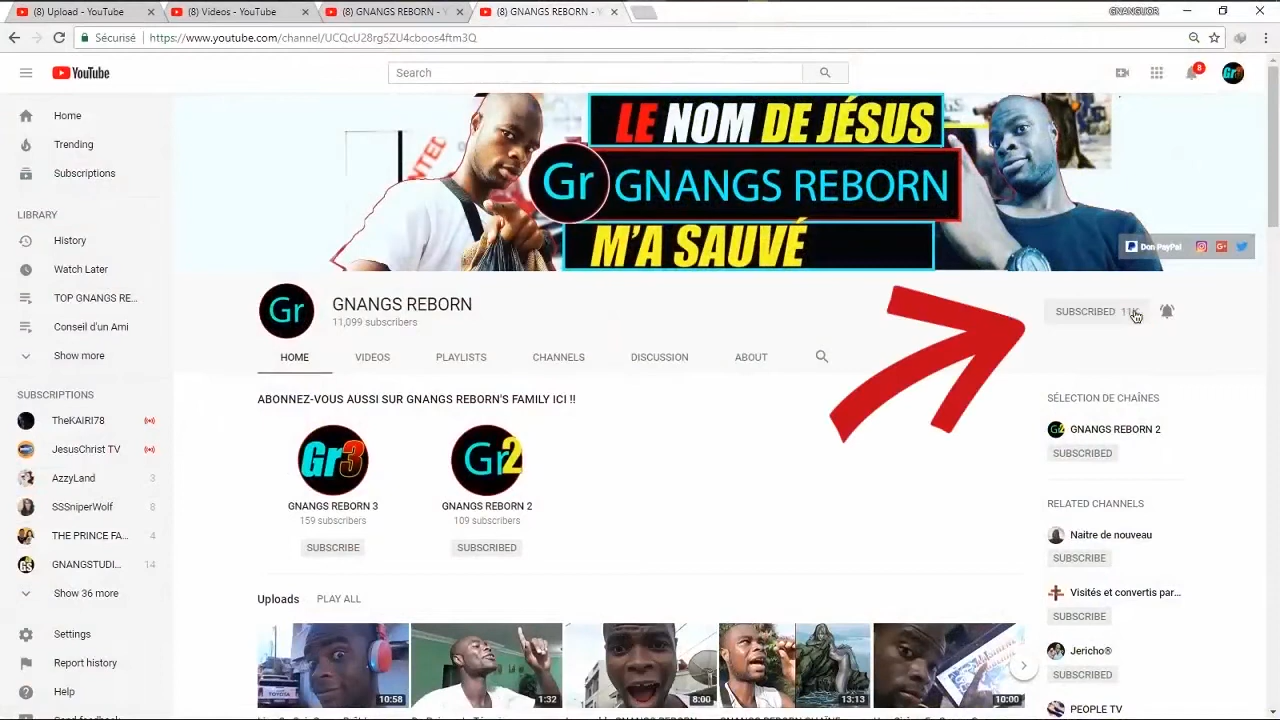 (8) Upload - YouTube
(8) Videos - YouTube
(8) GNANGS REBORN - Y
(8) GNANGS REBORN - Y
GNANGUOR
Sécurisé
https://www.youtube.com/channel/UCQcU28rg5ZU4cboos4ftm3Q
YouTube
Search
8
Gr
Home
Trending
Subscriptions
LIBRARY
History
Watch Later
TOP GNANGS RE...
Conseil d'un Ami
Show more
SUBSCRIPTIONS
TheKAIRI78
JesusChrist TV
AzzyLand 3
SSSniperWolf 8
THE PRINCE FA... 4
GNANGSTUDI... 14
Show 36 more
Settings
Report history
Help
Send feedback
LE NOM DE JÉSUS
Gr GNANGS REBORN
M'A SAUVÉ
Don PayPal
Gr
GNANGS REBORN
11,099 subscribers
SUBSCRIBED
HOME
VIDEOS
PLAYLISTS
CHANNELS
DISCUSSION
ABOUT
ABONNEZ-VOUS AUSSI SUR GNANGS REBORN'S FAMILY ICI !!
Gr3
GNANGS REBORN 3
159 subscribers
SUBSCRIBE
Gr2
GNANGS REBORN 2
109 subscribers
SUBSCRIBED
Uploads
PLAY ALL
10:58
1:32
8:00
13:13
10:00
SÉLECTION DE CHAÎNES
GNANGS REBORN 2
SUBSCRIBED
RELATED CHANNELS
Naitre de nouveau
SUBSCRIBE
Visités et convertis par...
SUBSCRIBE
Jericho®
SUBSCRIBED
PEOPLE TV